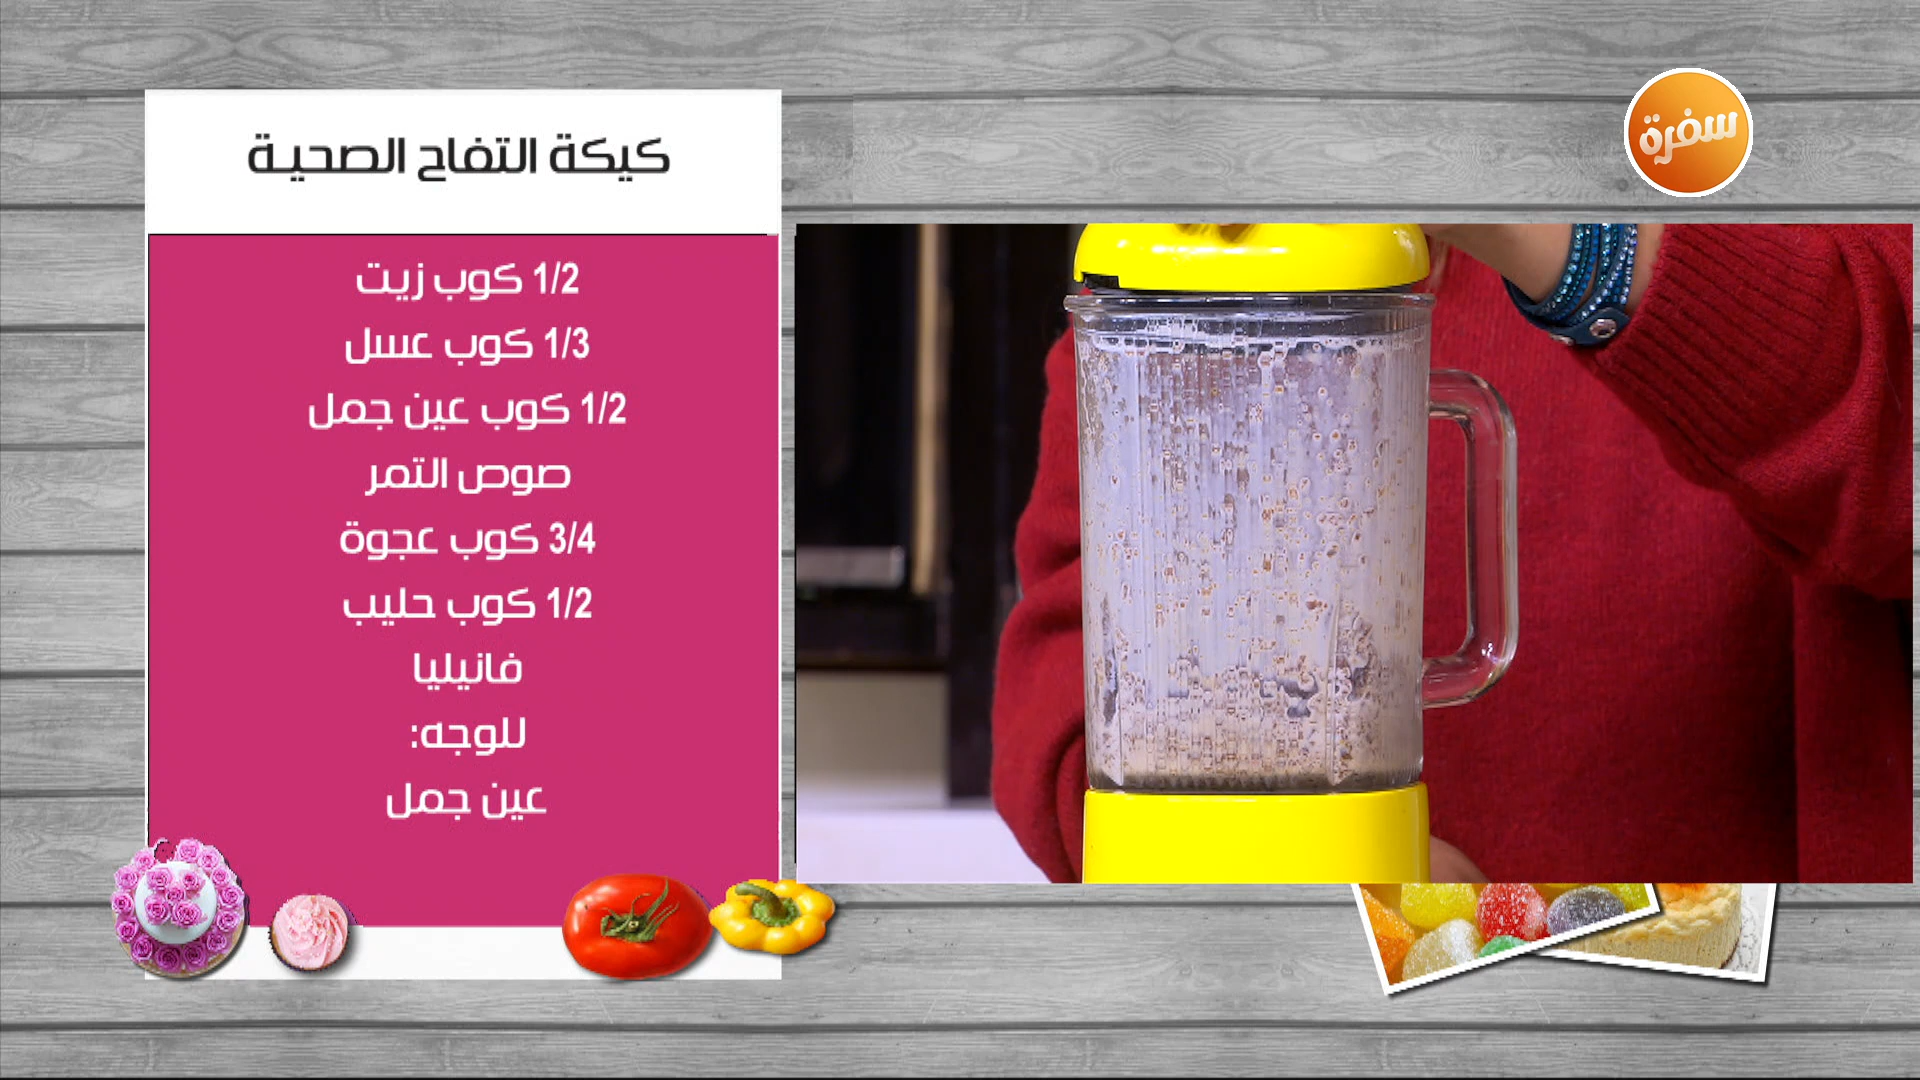 كيكة التفاح الصحية
1/2 كوب زيت
1/3 كوب عسل
1/2 كوب عين جمل
صوص التمر
3/4 كوب عجوة
1/2 كوب حليب
فانيليا
للوجه:
عين جمل
سفرة